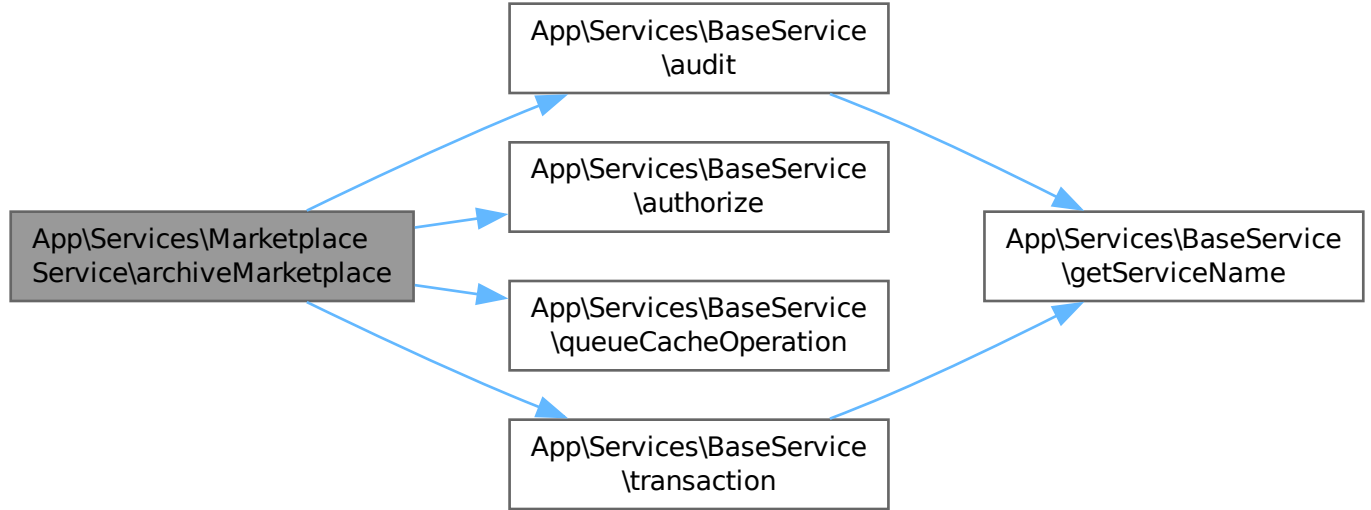 App\Services\BaseService
\audit
App\Services\BaseService
\authorize
App\Services\Marketplace
Service\archiveMarketplace
App\Services\BaseService
\getServiceName
App\Services\BaseService
\queueCacheOperation
App\Services\BaseService
\transaction